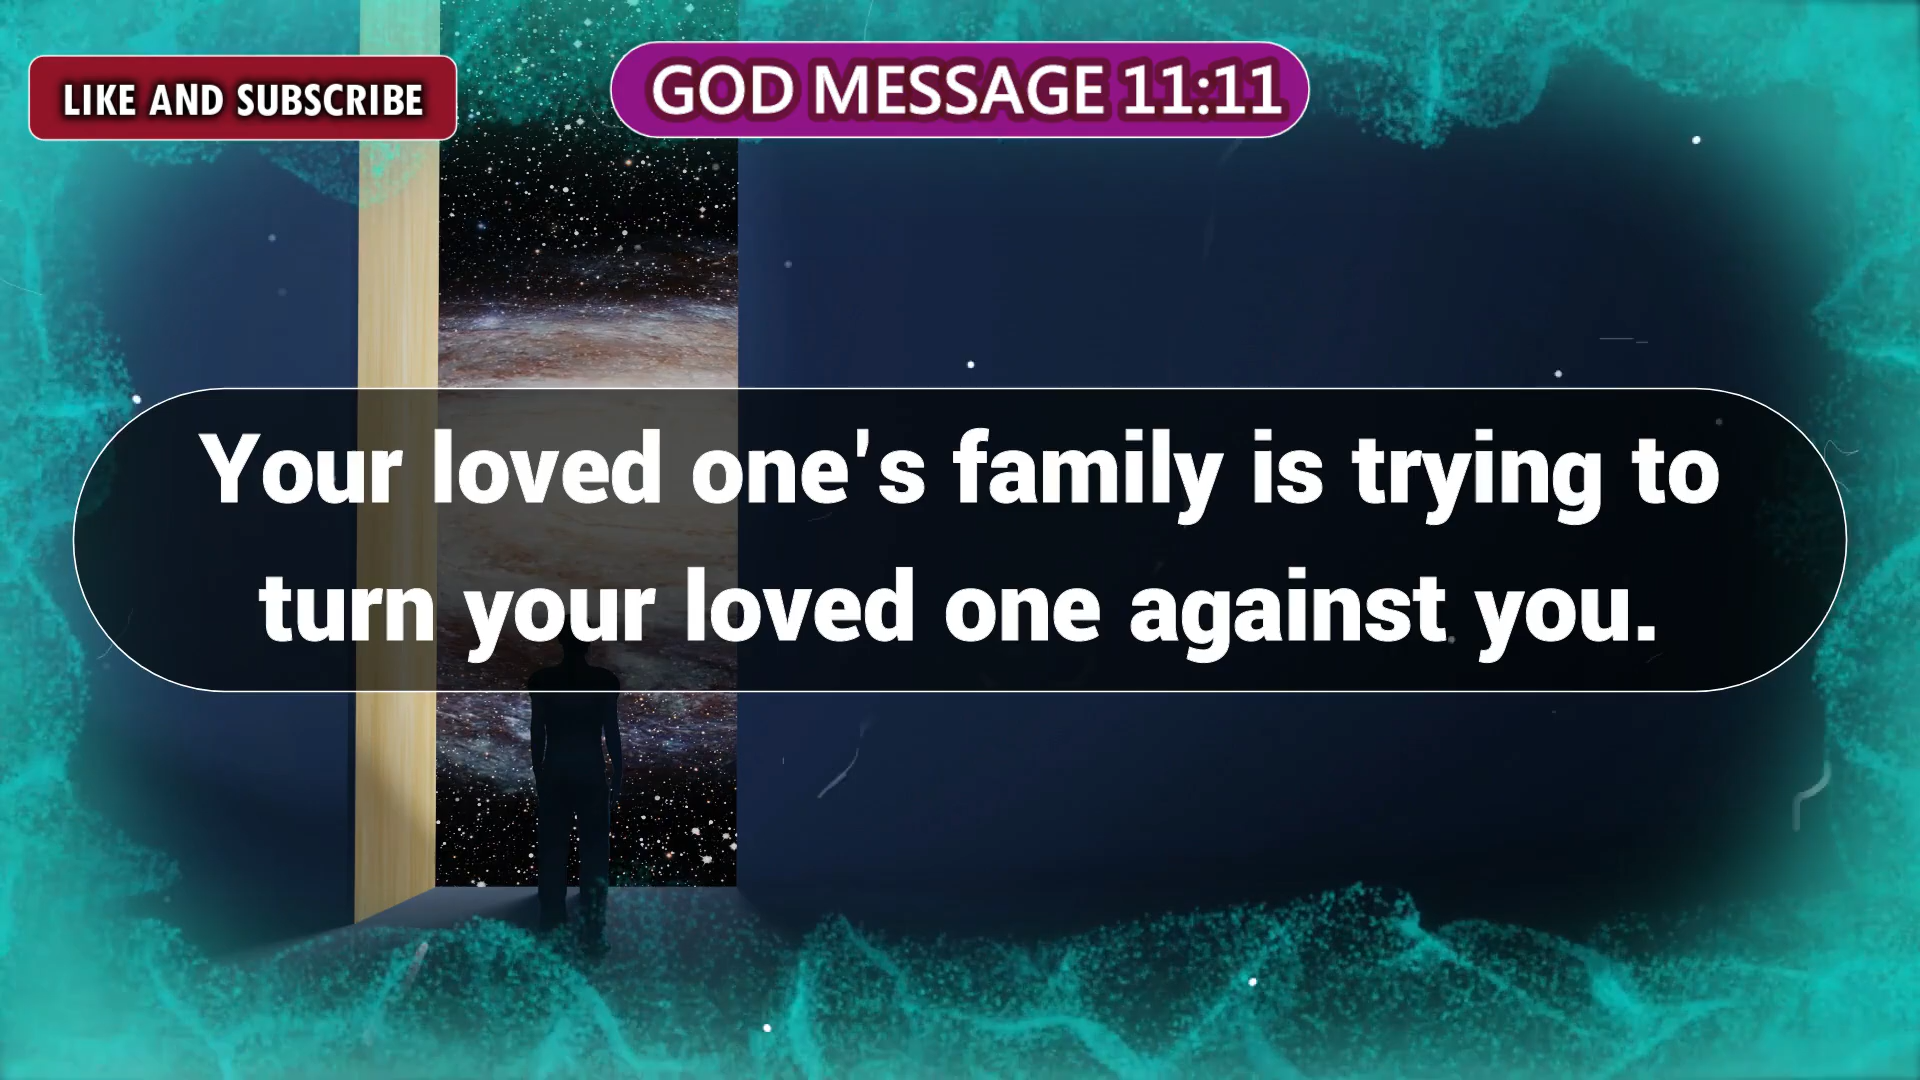 LIKE AND SUBSCRIBE
GOD MESSAGE 11:11
Your loved one's family is trying to
turn your loved one against you.